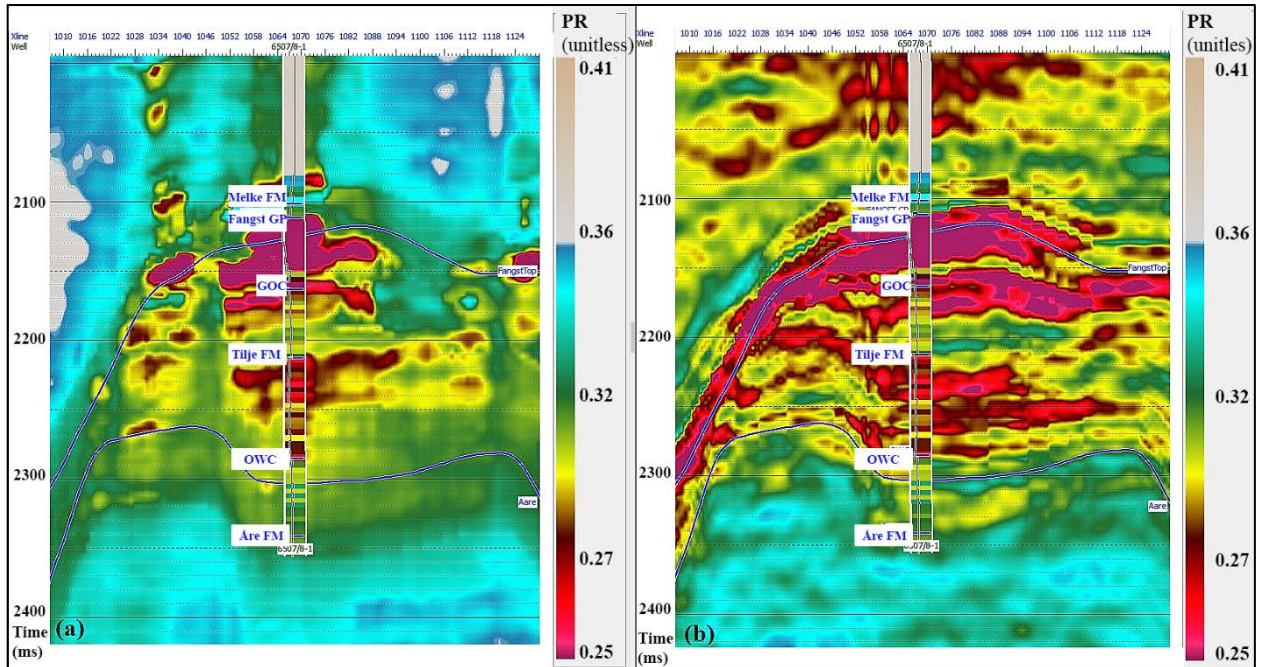 Xline 1010 1016 1022 1028 1034 1040 1046 1052 1058 1064 1070 1076 1082 1088 1094 1100 1106 1112 1118 1124
Well 6507/8-1
PR
(unitless)
0.41
0.36
0.32
0.27
0.25
2100
2200
2300
2400
Time
(ms)
Melke FM
Fangst GP
GOC
Tilje FM
OWC
Åre FM
6507/8-1
FangstTop
Aare
(a)
Xline 1010 1016 1022 1028 1034 1040 1046 1052 1058 1064 1070 1076 1082 1088 1094 1100 1106 1112 1118 1124
Well 6507/8-1
PR
(unitles)
0.41
0.36
0.32
0.27
0.25
2100
2200
2300
2400
Time
(ms)
Melke FM
Fangst GP
GOC
Tilje FM
OWC
Åre FM
6507/8-1
FangstTop
Aare
(b)